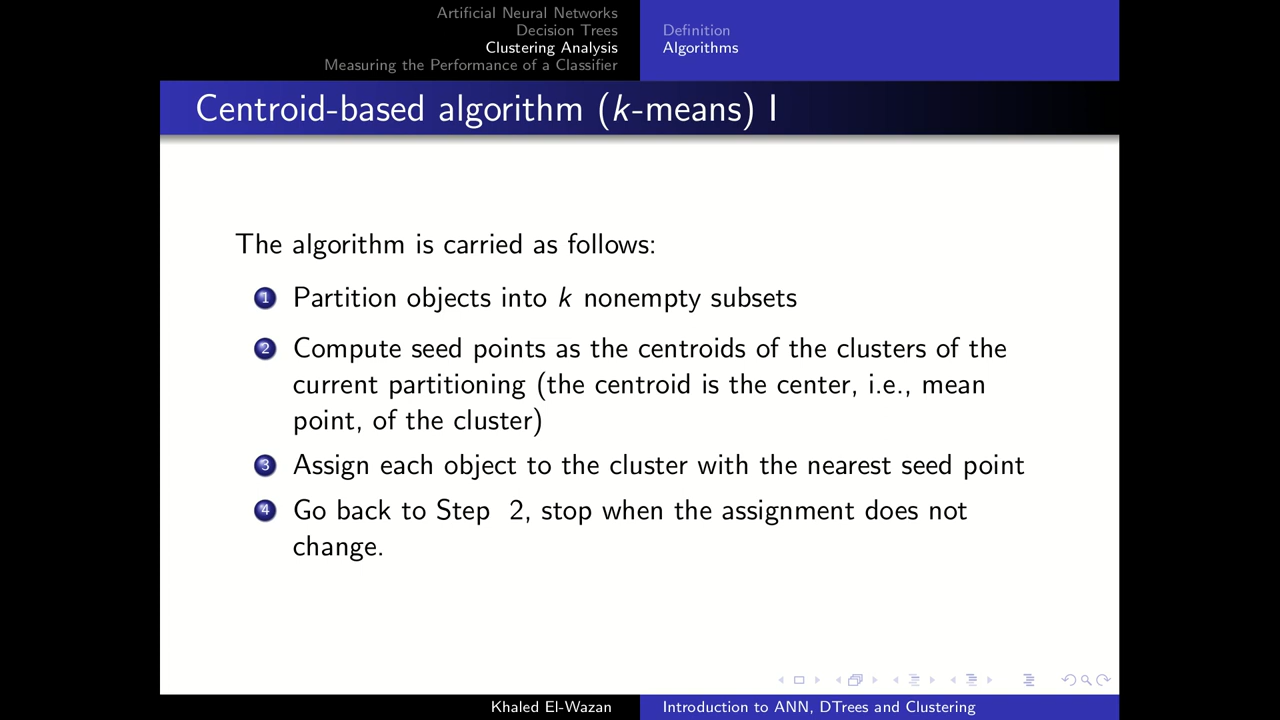 Artificial Neural Networks
Decision Trees
Clustering Analysis
Measuring the Performance of a Classifier
Definition
Algorithms
Centroid-based algorithm (k-means) I
The algorithm is carried as follows:
1 Partition objects into k nonempty subsets
2 Compute seed points as the centroids of the clusters of the
current partitioning (the centroid is the center, i.e., mean
point, of the cluster)
3 Assign each object to the cluster with the nearest seed point
4 Go back to Step 2, stop when the assignment does not
change.
Khaled El-Wazan
Introduction to ANN, DTrees and Clustering